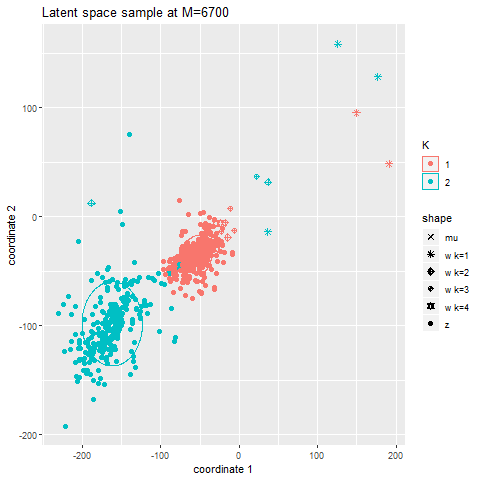 Latent space sample at M=6700
coordinate 2
100
0
-100
-200
-200
-100
0
100
200
coordinate 1
K
1
2
shape
mu
w k=1
w k=2
w k=3
w k=4
z